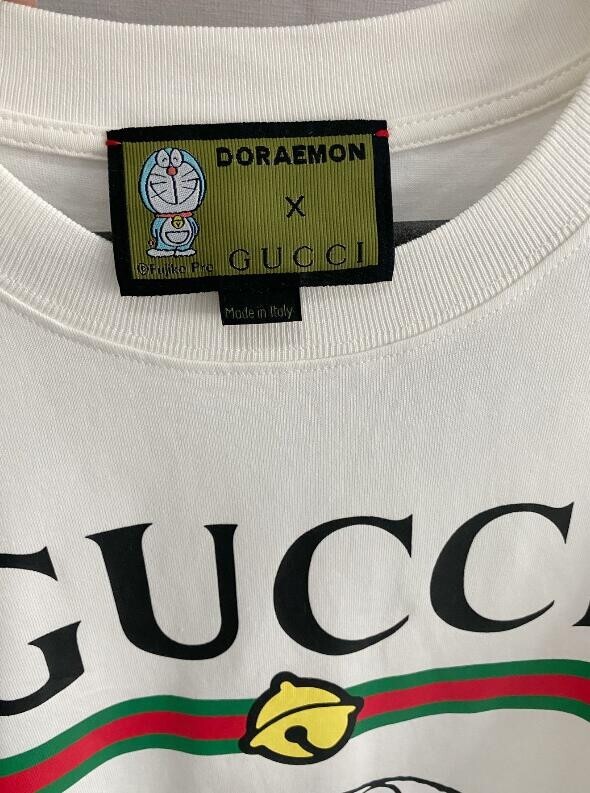 DORAEMON
X
GUCCI
©Fujiko Pro
Made in Italy
GUCCI